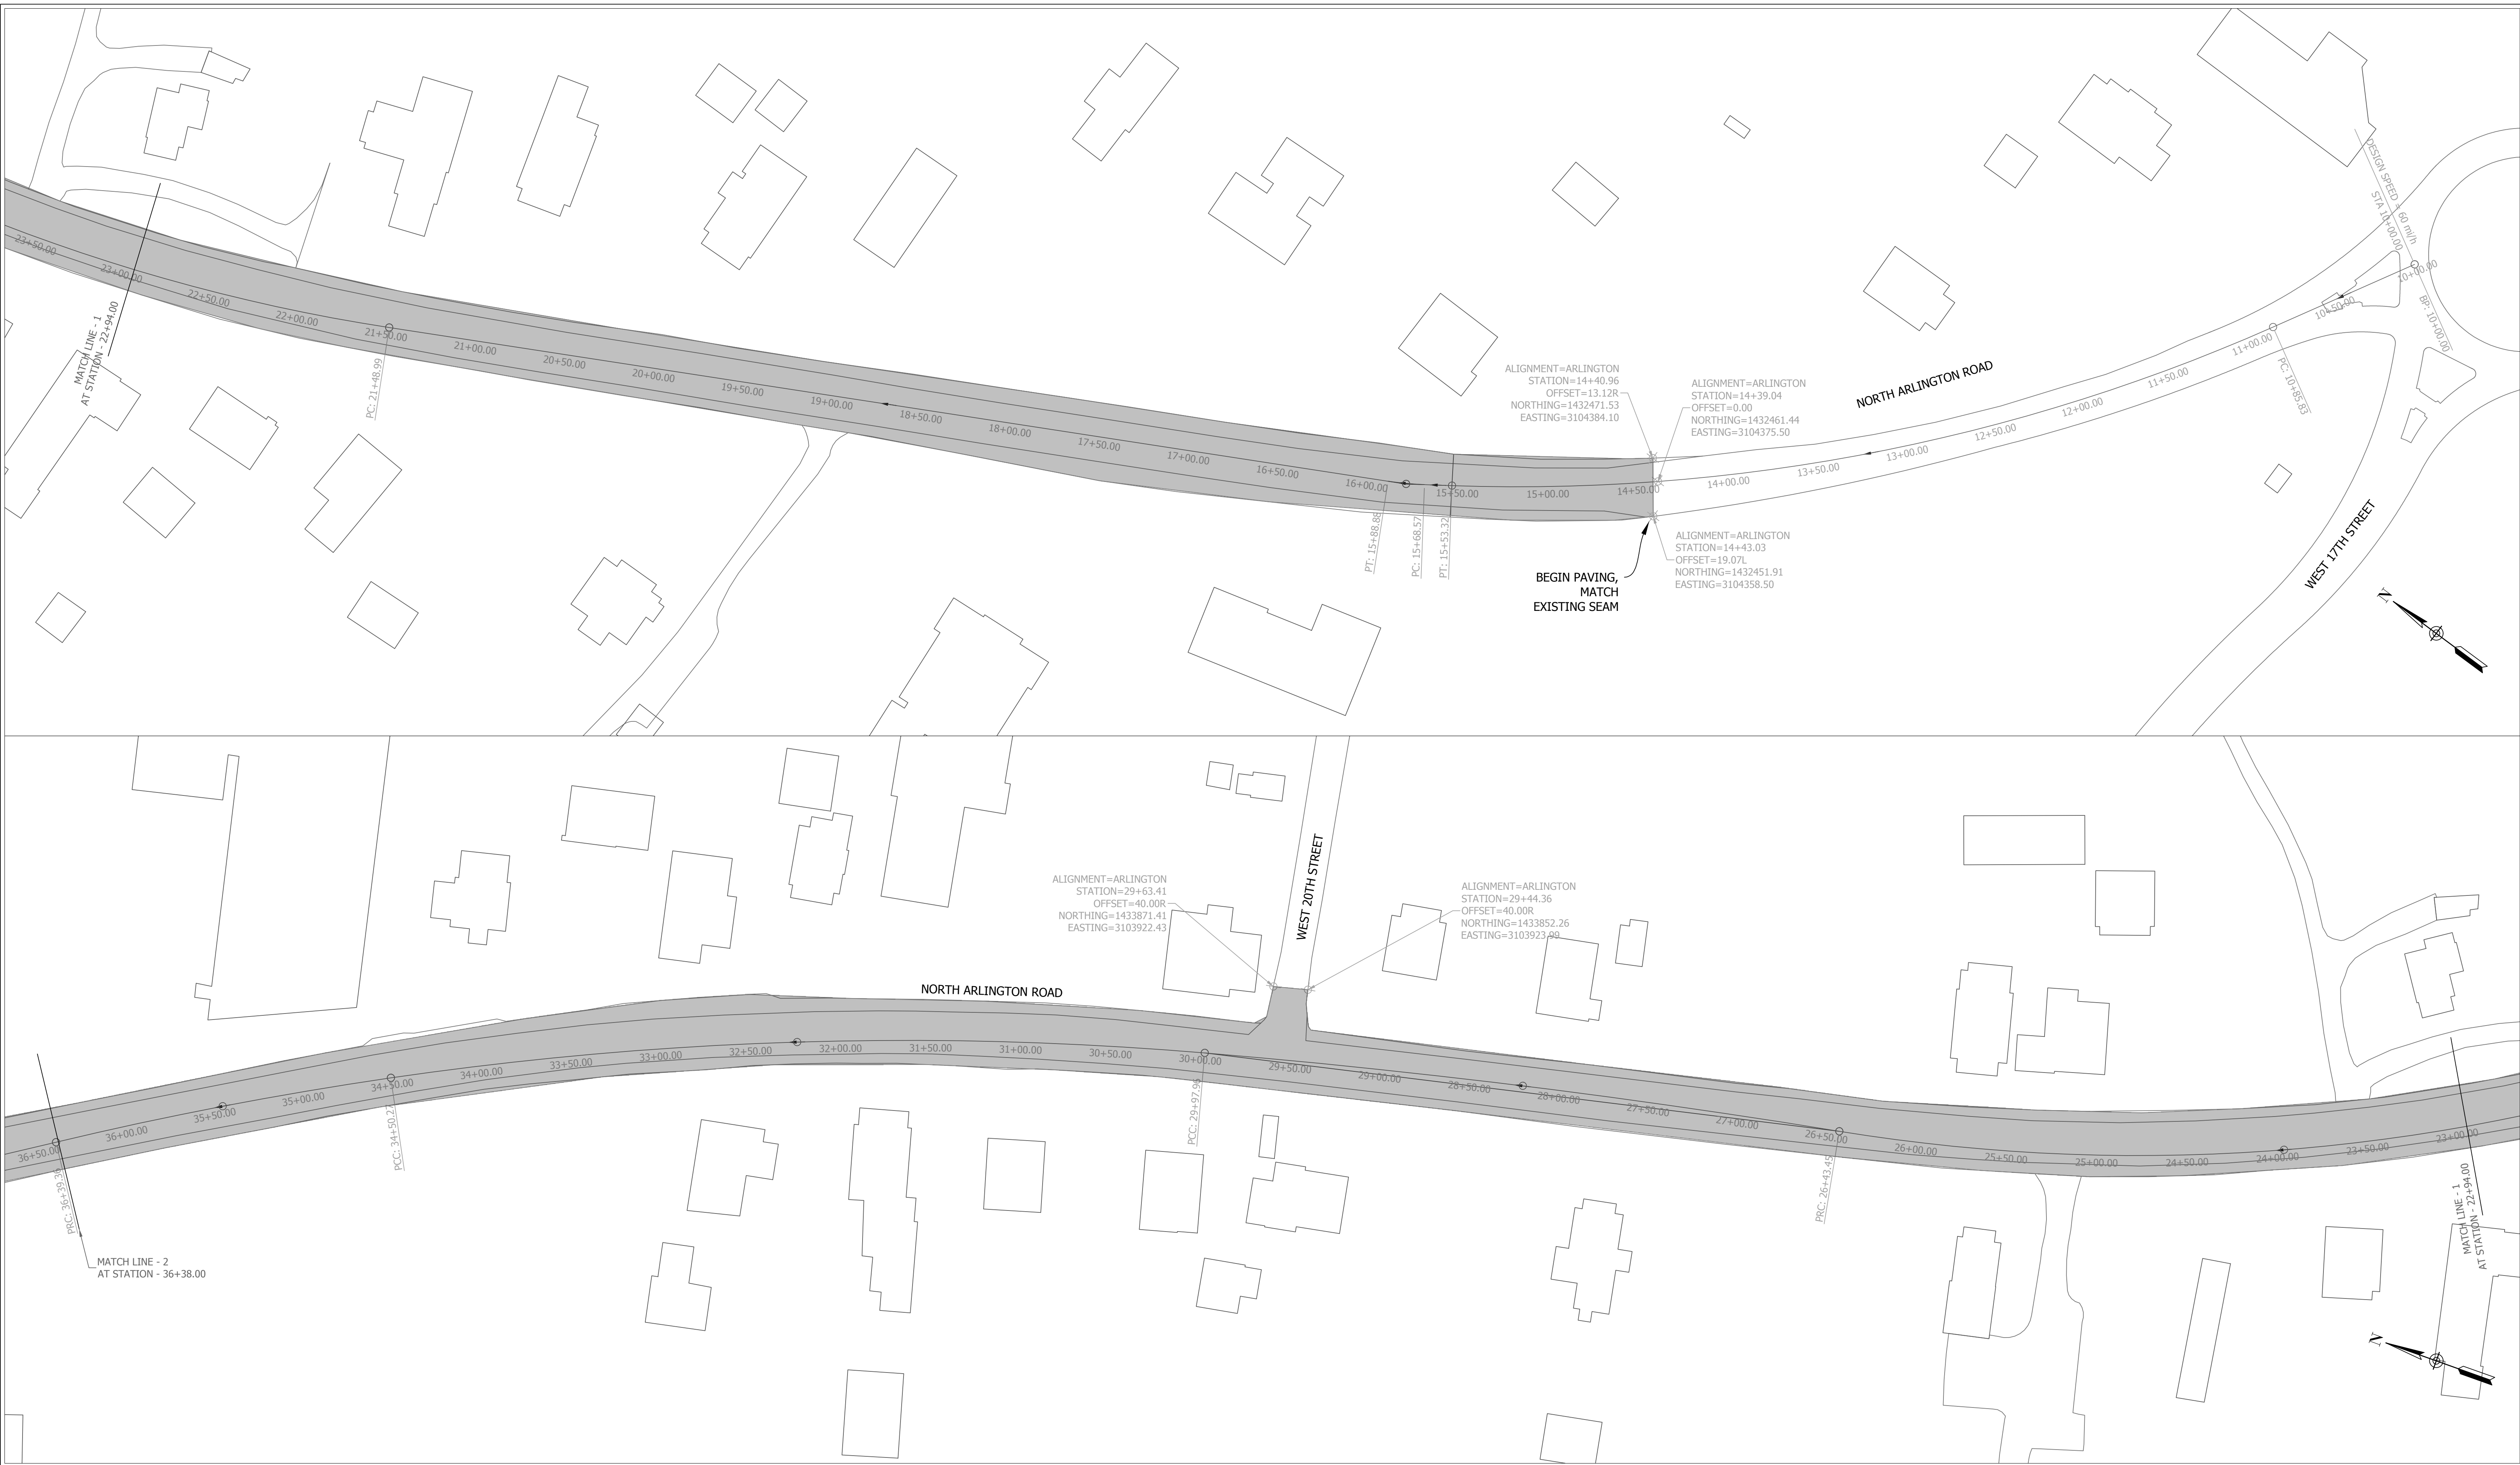 DESIGN SPEED = 60 mi/h
STA 10+00.00
10+00.00
BP: 10+00.00
10+50.00
11+00.00
PC: 10+85.83
11+50.00
12+00.00
12+50.00
13+00.00
13+50.00
14+00.00
14+50.00
15+00.00
15+50.00
16+00.00
16+50.00
17+00.00
17+50.00
18+00.00
18+50.00
19+00.00
19+50.00
20+00.00
20+50.00
21+00.00
21+50.00
22+00.00
22+50.00
23+00.00
23+50.00
NORTH ARLINGTON ROAD
WEST 17TH STREET
ALIGNMENT=ARLINGTON
STATION=14+40.96
OFFSET=13.12R
NORTHING=1432471.53
EASTING=3104384.10
ALIGNMENT=ARLINGTON
STATION=14+39.04
OFFSET=0.00
NORTHING=1432461.44
EASTING=3104375.50
ALIGNMENT=ARLINGTON
STATION=14+43.03
OFFSET=19.07L
NORTHING=1432451.91
EASTING=3104358.50
BEGIN PAVING,
MATCH
EXISTING SEAM
PT: 15+88.88
PC: 15+68.57
PT: 15+53.32
PC: 21+48.99
MATCH LINE - 1
AT STATION - 22+94.00
N
ALIGNMENT=ARLINGTON
STATION=29+63.41
OFFSET=40.00R
NORTHING=1433871.41
EASTING=3103922.43
ALIGNMENT=ARLINGTON
STATION=29+44.36
OFFSET=40.00R
NORTHING=1433852.26
EASTING=3103923.99
WEST 20TH STREET
NORTH ARLINGTON ROAD
36+50.00
36+00.00
35+50.00
35+00.00
34+50.00
34+00.00
33+50.00
33+00.00
32+50.00
32+00.00
31+50.00
31+00.00
30+50.00
30+00.00
29+50.00
29+00.00
28+50.00
28+00.00
27+50.00
27+00.00
26+50.00
26+00.00
25+50.00
25+00.00
24+50.00
24+00.00
23+50.00
23+00.00
PRC: 36+39.36
PCC: 34+50.27
PCC: 29+97.96
PRC: 26+43.45
MATCH LINE - 2
AT STATION - 36+38.00
MATCH LINE - 1
AT STATION - 22+94.00
N